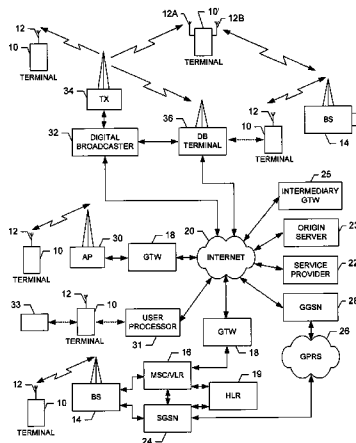 12A 10' 12B
12
10
TERMINAL
TERMINAL
34 TX
36
12
BS
14
32 DIGITAL BROADCASTER
DB TERMINAL
10
TERMINAL
25
INTERMEDIARY GTW
20
INTERNET
ORIGIN SERVER 23
SERVICE PROVIDER 22
30
AP
18
GTW
12
10
TERMINAL
12
33
10
TERMINAL
USER PROCESSOR
31
GGSN 28
26
GPRS
GTW
18
16
MSC/VLR
19
HLR
12
10
TERMINAL
BS
14
SGSN
24